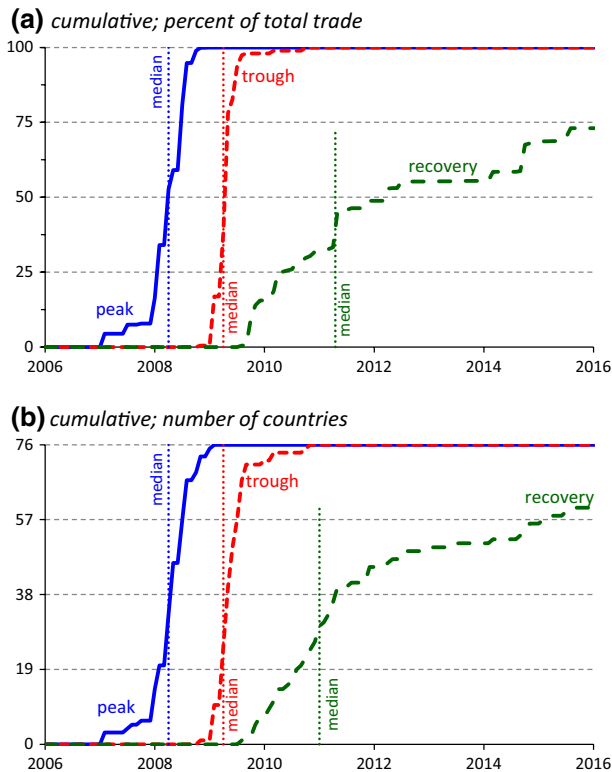 (a) cumulative; percent of total trade
100
75
50
25
0
median
trough
recovery
peak
median
median
2006 2008 2010 2012 2014 2016
(b) cumulative; number of countries
76
57
38
19
0
median
trough
recovery
peak
median
median
2006 2008 2010 2012 2014 2016